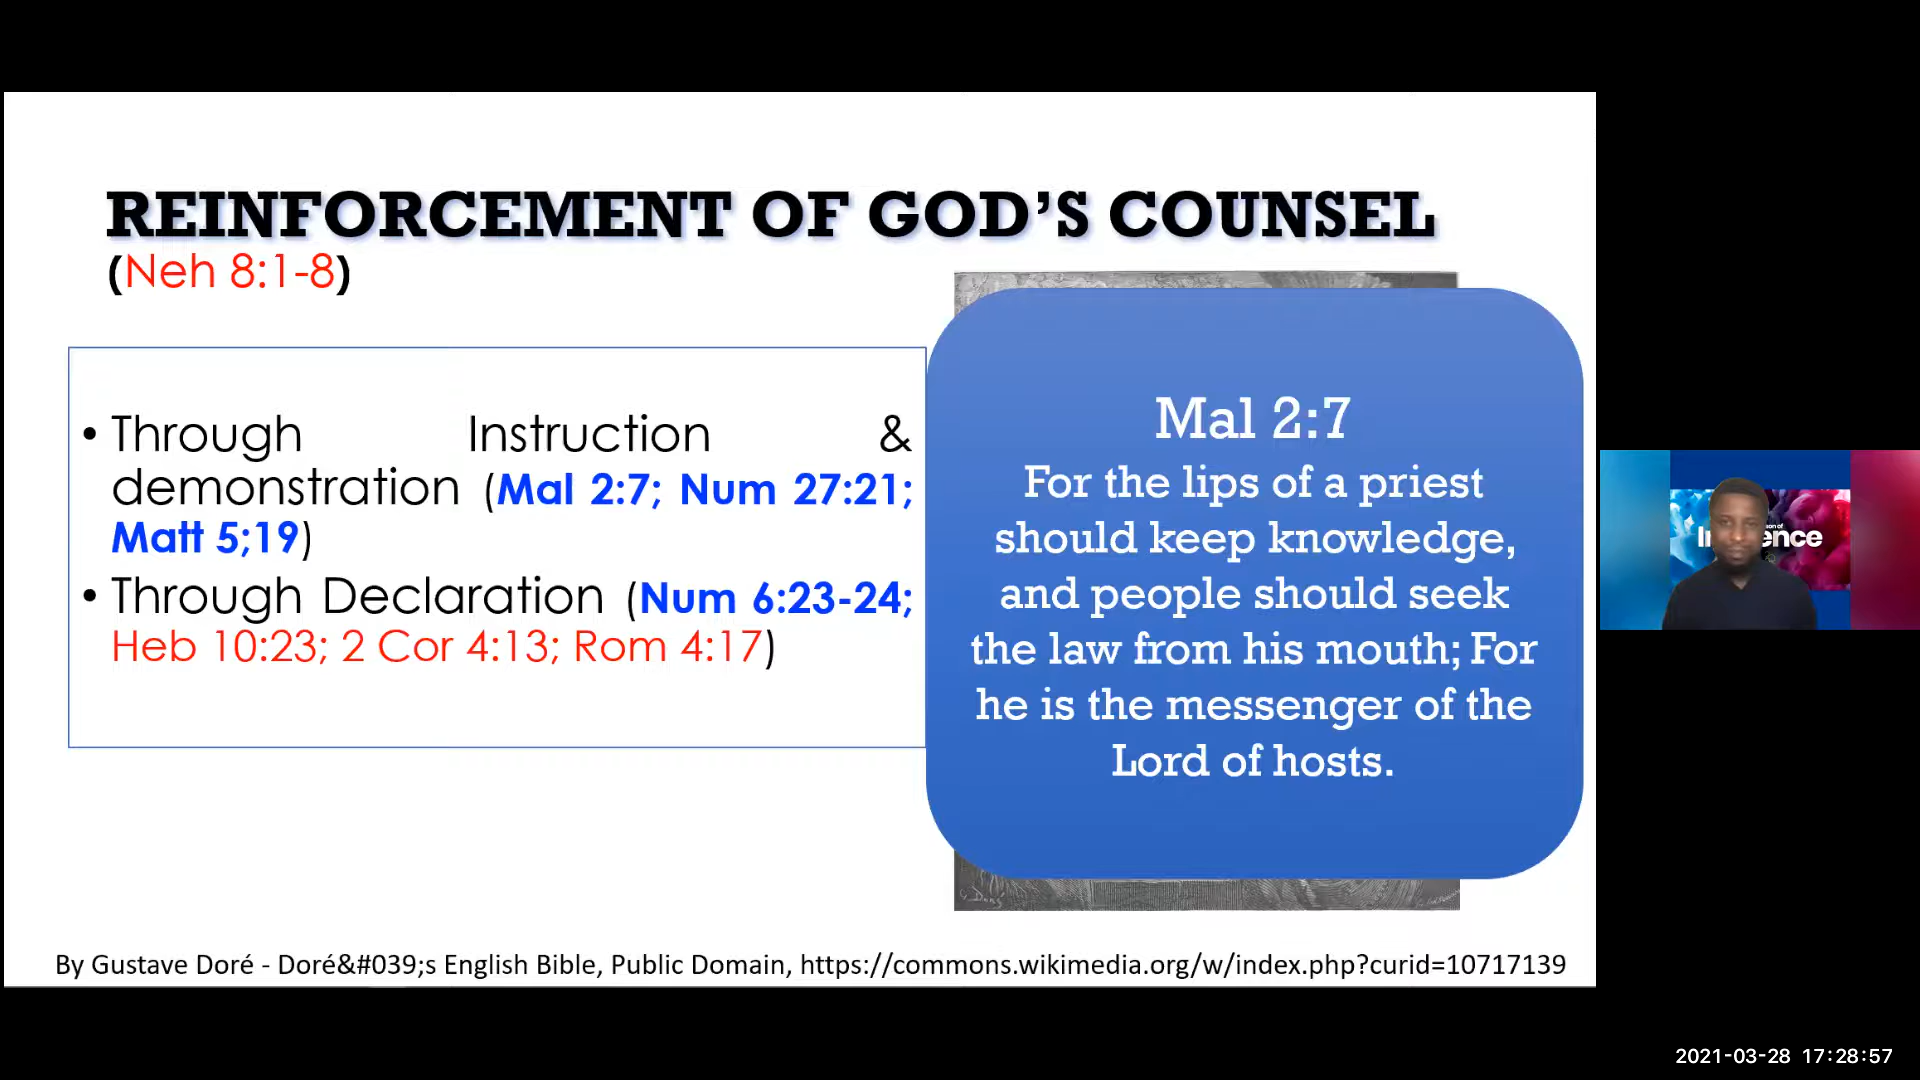 REINFORCEMENT OF GOD’S COUNSEL
(Neh 8:1-8)
• Through Instruction &
demonstration (Mal 2:7; Num 27:21;
Matt 5;19)
• Through Declaration (Num 6:23-24;
Heb 10:23; 2 Cor 4:13; Rom 4:17)
Mal 2:7
For the lips of a priest
should keep knowledge,
and people should seek
the law from his mouth; For
he is the messenger of the
Lord of hosts.
By Gustave Doré - Doré&#039;s English Bible, Public Domain, https://commons.wikimedia.org/w/index.php?curid=10717139
2021-03-28 17:28:57